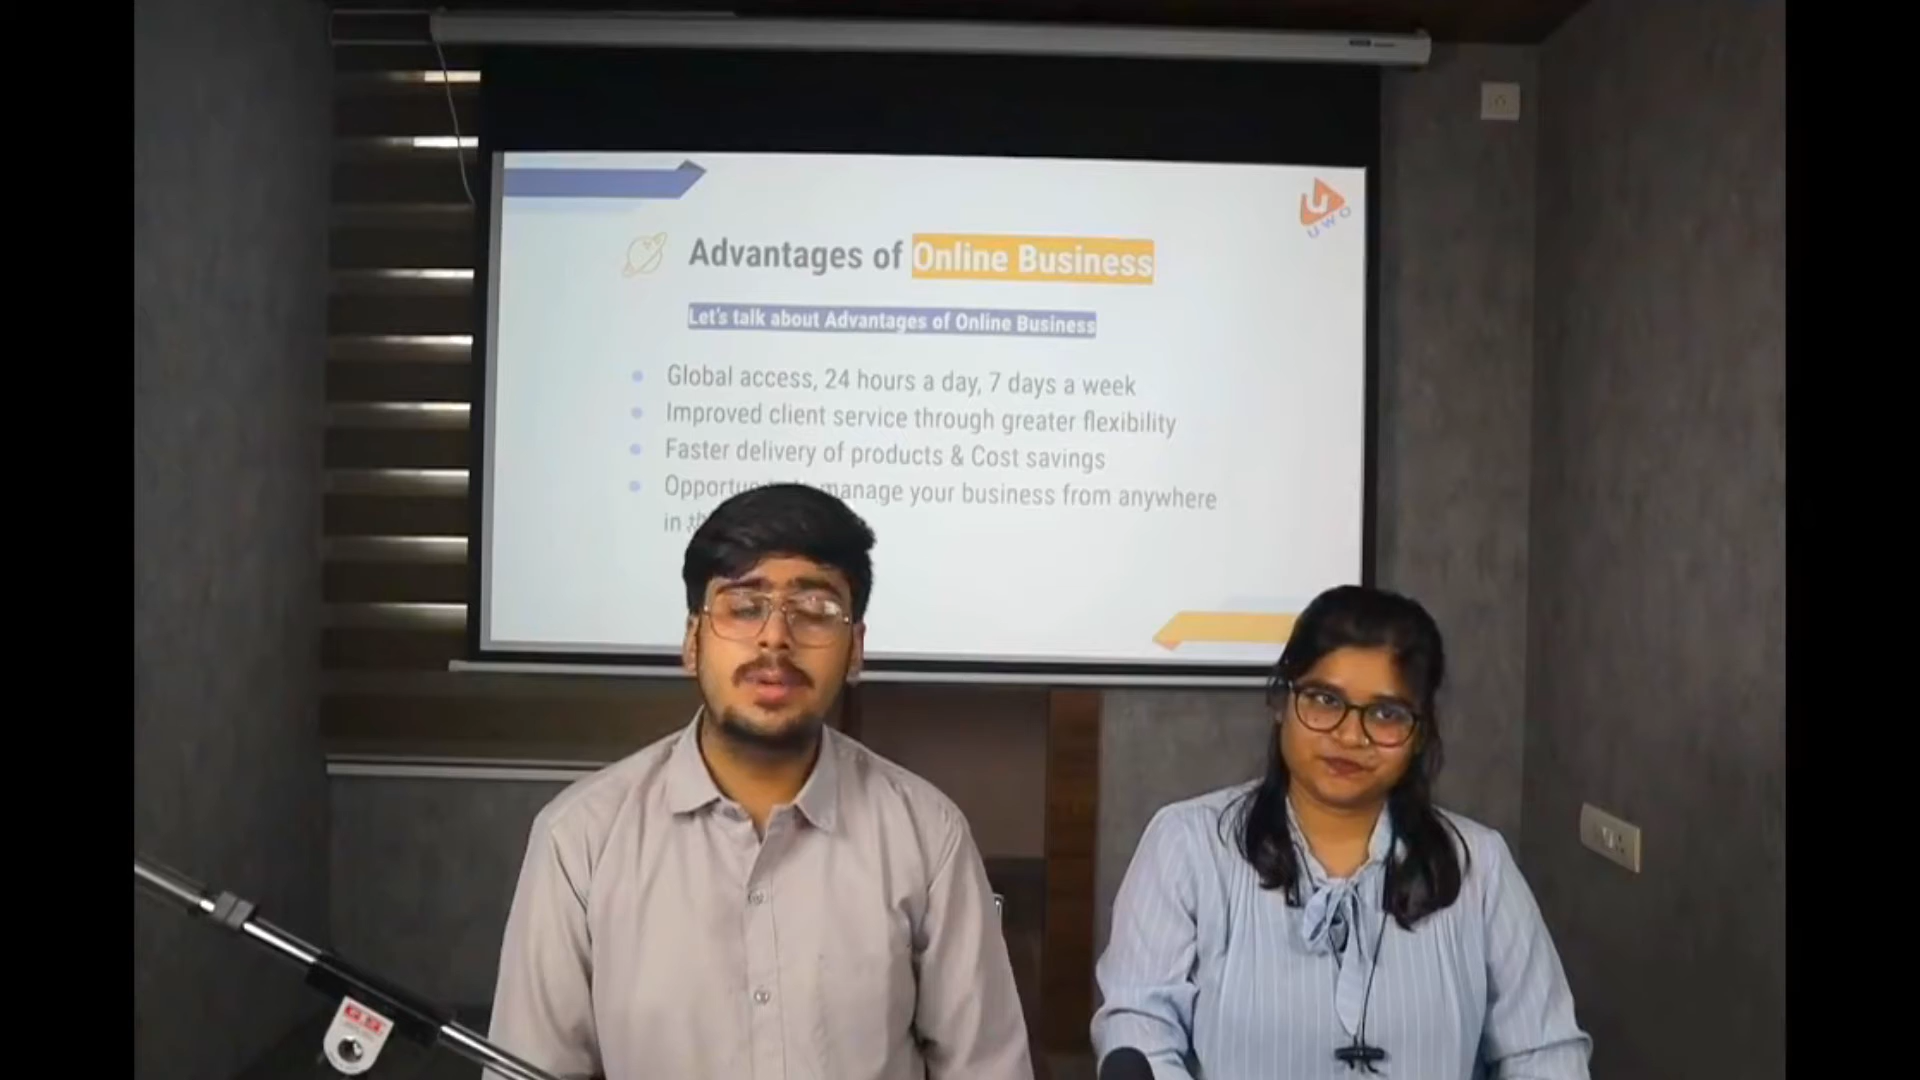 U
UWO
Advantages of Online Business
Let's talk about Advantages of Online Business
Global access, 24 hours a day, 7 days a week
Improved client service through greater flexibility
Faster delivery of products & Cost savings
manage your business from anywhere
in